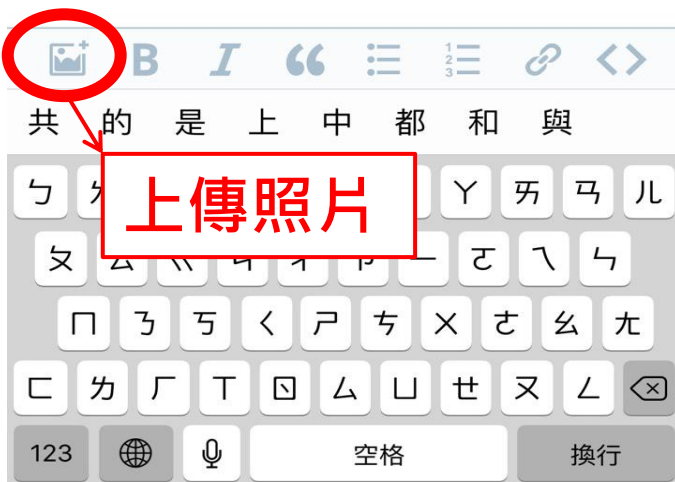 B I
共 的 是 上 中 都 和 與
上傳照片
ㄅ ㄚ ㄞ ㄢ ㄦ
ㄆ ㄊ ㄍ ㄐ ㄔ ㄗ ㄧ ㄛ ㄟ ㄣ
ㄇ ㄋ ㄎ ㄑ ㄕ ㄘ ㄨ ㄜ ㄠ ㄤ
ㄈ ㄌ ㄏ ㄒ ㄖ ㄙ ㄩ ㄝ ㄡ ㄥ
123 空格 換行